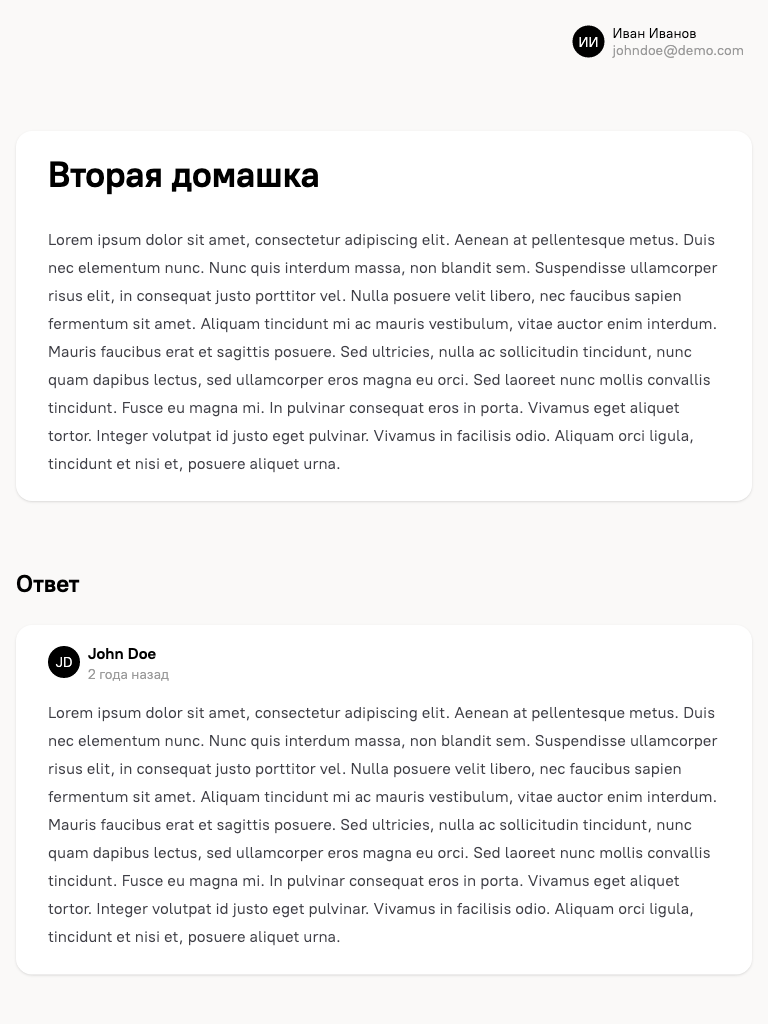 ИИ
Иван Иванов
johndoe@demo.com
Вторая домашка
Lorem ipsum dolor sit amet, consectetur adipiscing elit. Aenean at pellentesque metus. Duis
nec elementum nunc. Nunc quis interdum massa, non blandit sem. Suspendisse ullamcorper
risus elit, in consequat justo porttitor vel. Nulla posuere velit libero, nec faucibus sapien
fermentum sit amet. Aliquam tincidunt mi ac mauris vestibulum, vitae auctor enim interdum.
Mauris faucibus erat et sagittis posuere. Sed ultricies, nulla ac sollicitudin tincidunt, nunc
quam dapibus lectus, sed ullamcorper eros magna eu orci. Sed laoreet nunc mollis convallis
tincidunt. Fusce eu magna mi. In pulvinar consequat eros in porta. Vivamus eget aliquet
tortor. Integer volutpat id justo eget pulvinar. Vivamus in facilisis odio. Aliquam orci ligula,
tincidunt et nisi et, posuere aliquet urna.
Ответ
JD
John Doe
2 года назад
Lorem ipsum dolor sit amet, consectetur adipiscing elit. Aenean at pellentesque metus. Duis
nec elementum nunc. Nunc quis interdum massa, non blandit sem. Suspendisse ullamcorper
risus elit, in consequat justo porttitor vel. Nulla posuere velit libero, nec faucibus sapien
fermentum sit amet. Aliquam tincidunt mi ac mauris vestibulum, vitae auctor enim interdum.
Mauris faucibus erat et sagittis posuere. Sed ultricies, nulla ac sollicitudin tincidunt, nunc
quam dapibus lectus, sed ullamcorper eros magna eu orci. Sed laoreet nunc mollis convallis
tincidunt. Fusce eu magna mi. In pulvinar consequat eros in porta. Vivamus eget aliquet
tortor. Integer volutpat id justo eget pulvinar. Vivamus in facilisis odio. Aliquam orci ligula,
tincidunt et nisi et, posuere aliquet urna.